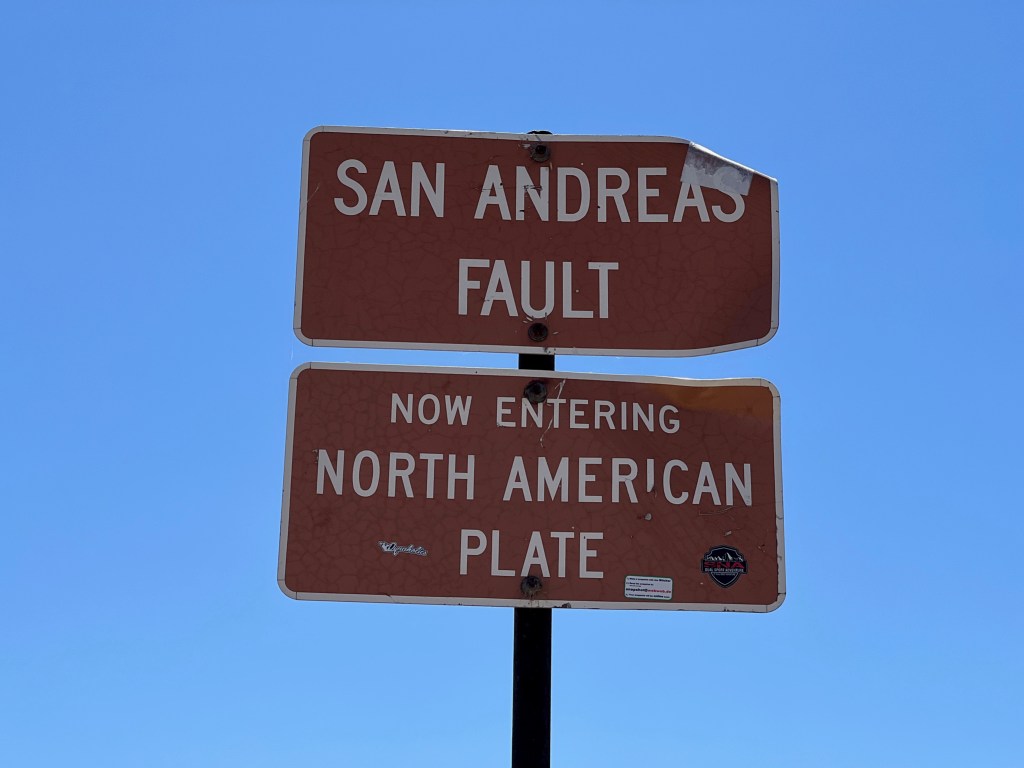 SAN ANDREAS
FAULT
NOW ENTERING
NORTH AMERICAN
PLATE